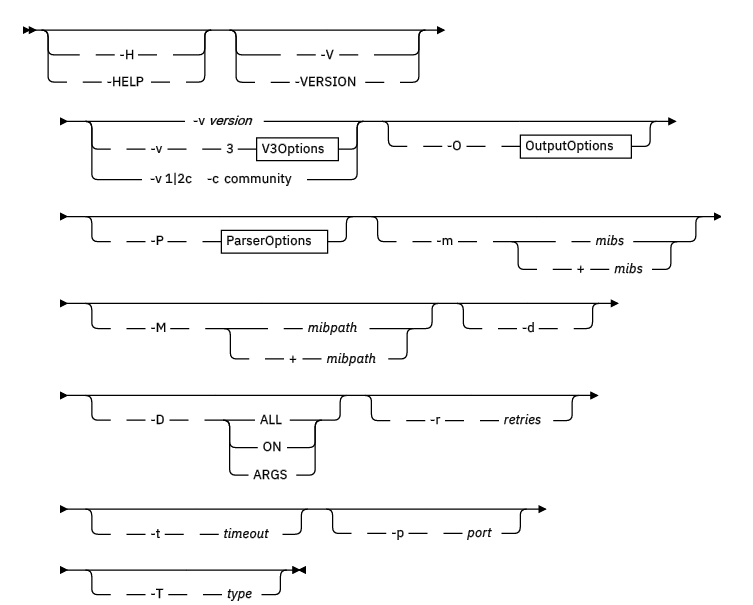 -H -V
-HELP -VERSION
-v version
-v 3 V3Options -O OutputOptions
-v 1|2c -c community
-P ParserOptions -m mibs
+ mibs
-M mibpath -d
+ mibpath
-D ALL -r retries
ON
ARGS
-t timeout -p port
-T type